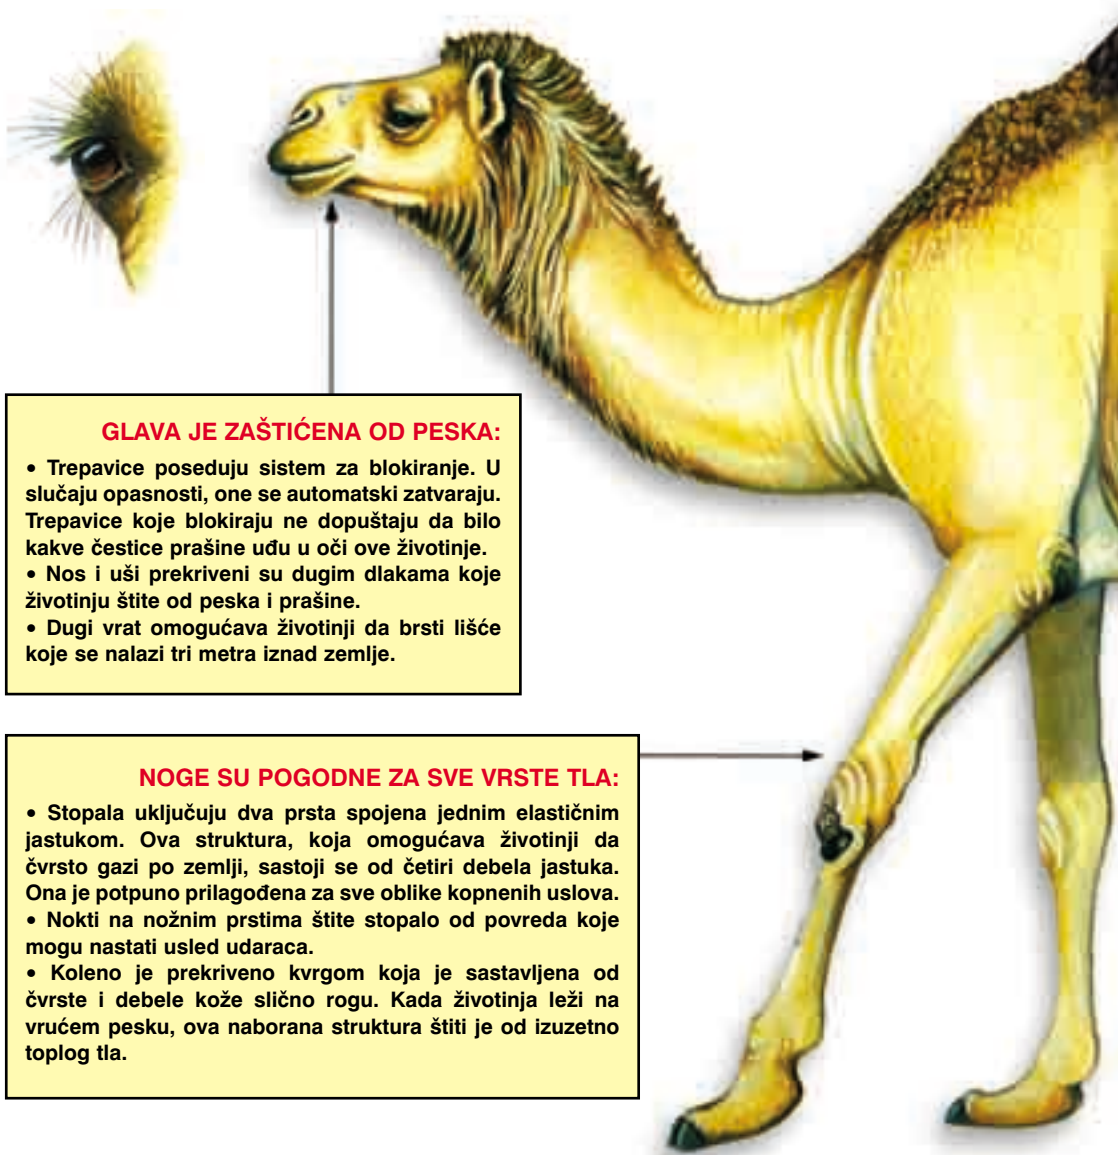 GLAVA JE ZAŠTIĆENA OD PESKA:
• Trepavice poseduju sistem za blokiranje. U
slučaju opasnosti, one se automatski zatvaraju.
Trepavice koje blokiraju ne dopuštaju da bilo
kakve čestice prašine uđu u oči ove životinje.
• Nos i uši prekriveni su dugim dlakama koje
životinju štite od peska i prašine.
• Dugi vrat omogućava životinji da brsti lišće
koje se nalazi tri metra iznad zemlje.
NOGE SU POGODNE ZA SVE VRSTE TLA:
• Stopala uključuju dva prsta spojena jednim elastičnim
jastukom. Ova struktura, koja omogućava životinji da
čvrsto gazi po zemlji, sastoji se od četiri debela jastuka.
Ona je potpuno prilagođena za sve oblike kopnenih uslova.
• Nokti na nožnim prstima štite stopalo od povreda koje
mogu nastati usled udaraca.
• Koleno je prekriveno kvrgom koja je sastavljena od
čvrste i debele kože slično rogu. Kada životinja leži na
vrućem pesku, ova naborana struktura štiti je od izuzetno
toplog tla.